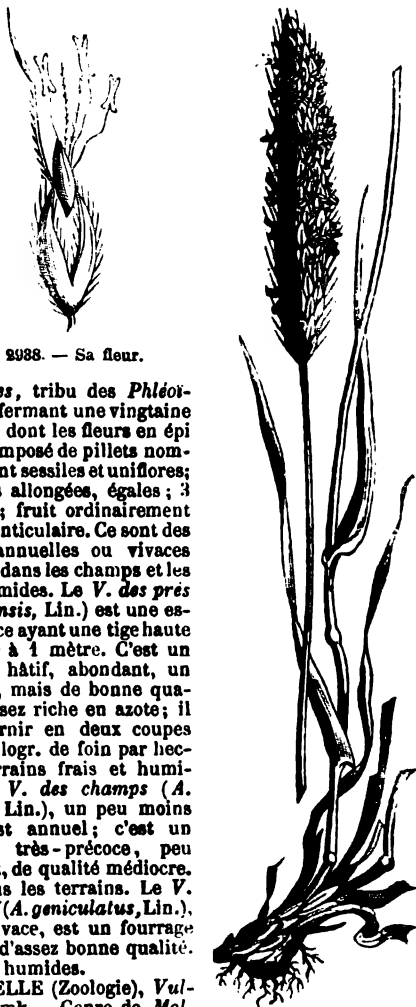 2938. — Sa fleur.
es, tribu des Phléoï-
fermant une vingtaine
dont les fleurs en épi
mposé de pillets nom-
nt sessiles et uniflores;
s allongées, égales; 3
; fruit ordinairement
nticulaire. Ce sont des
annuelles ou vivaces
dans les champs et les
mides. Le V. des prés
ensis, Lin.) est une es-
ce ayant une tige haute
à 1 mètre. C'est un
hâtif, abondant, un
, mais de bonne qua-
sez riche en azote; il
rnir en deux coupes
logr. de foin par hec-
rrains frais et humi-
V. des champs (A.
Lin.), un peu moins
st annuel; c'est un
très-précoce, peu
, de qualité médiocre.
us les terrains. Le V.
(A. geniculatus, Lin.),
vace, est un fourrage
d'assez bonne qualité.
humides.
ELLE (Zoologie), Vul-